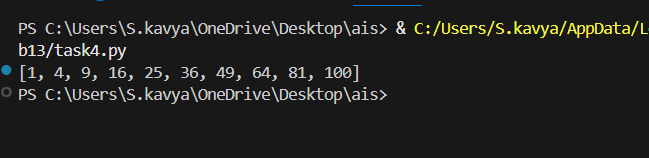 PS C:\Users\S.kavya\OneDrive\Desktop\ais> & C:/Users/S.kavya/AppData/L
b13/task4.py
[1, 4, 9, 16, 25, 36, 49, 64, 81, 100]
PS C:\Users\S.kavya\OneDrive\Desktop\ais>